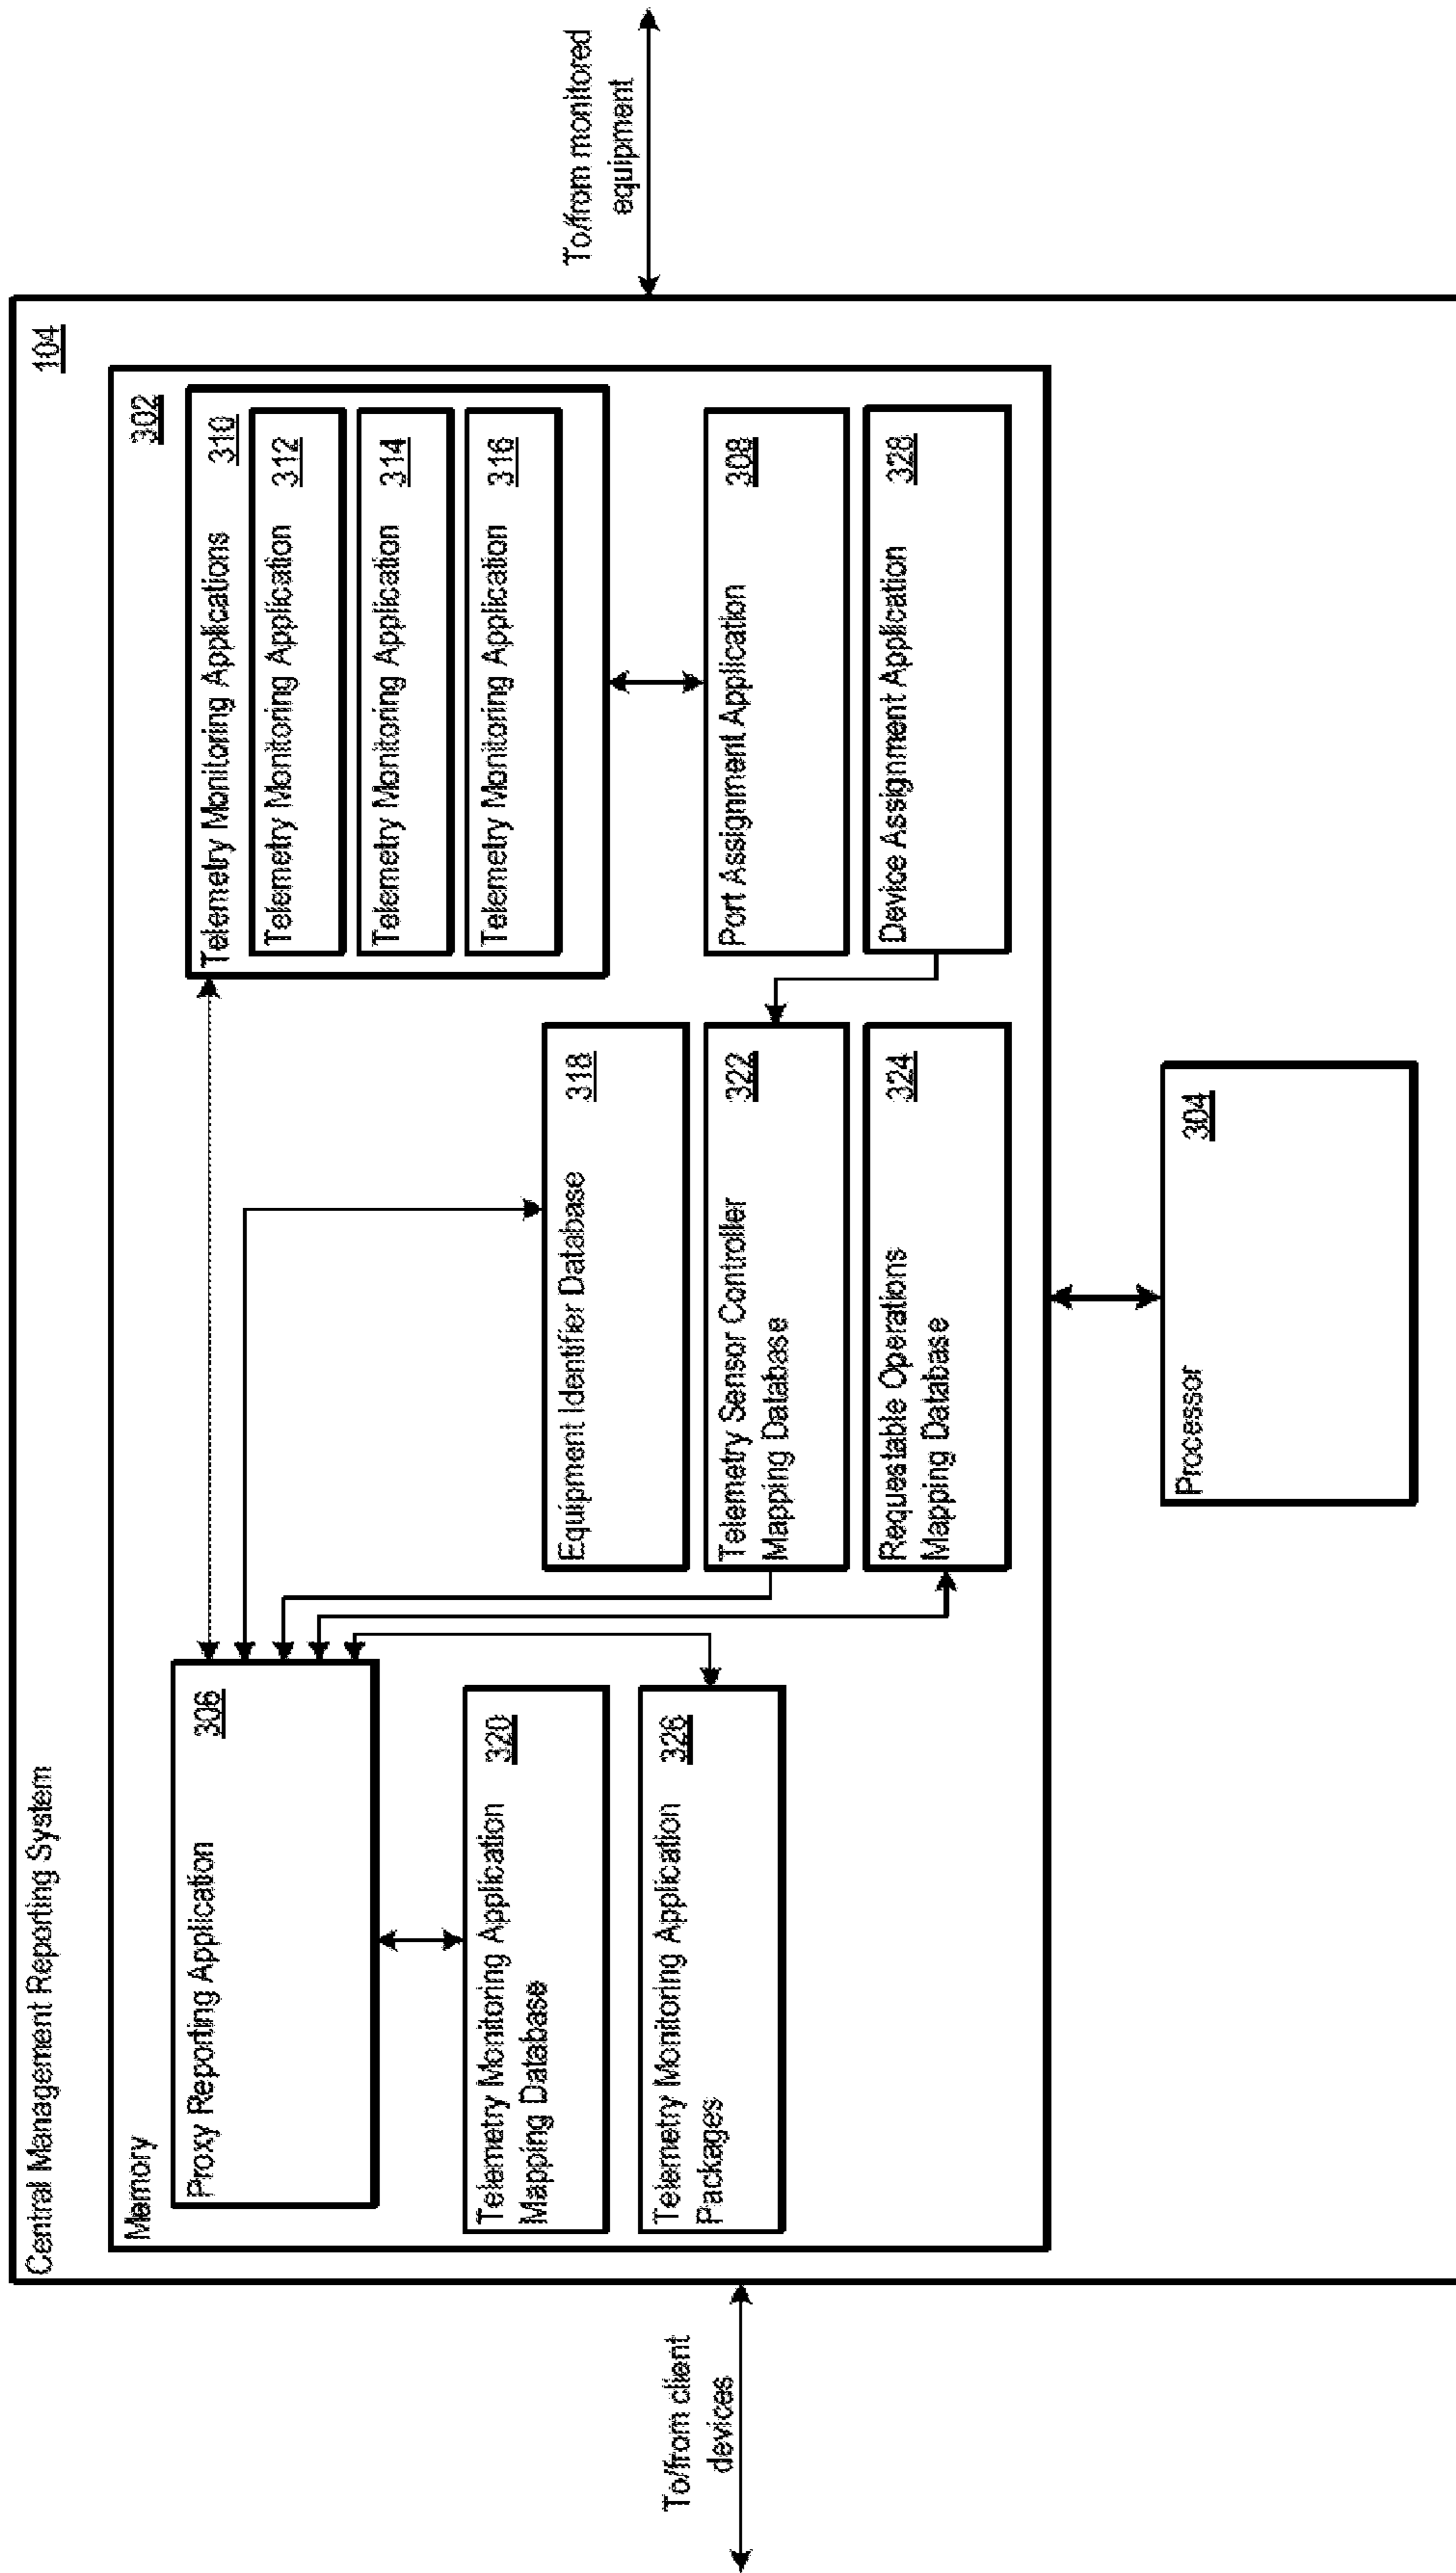 Central Management Reporting System
104
Memory
302
Proxy Reporting Application
306
Telemetry Monitoring Applications
310
Telemetry Monitoring Application
312
Telemetry Monitoring Application
314
Telemetry Monitoring Application
316
Telemetry Monitoring Application
Mapping Database
320
Telemetry Monitoring Application
Packages
326
Equipment Identifier Database
318
Telemetry Sensor Controller
Mapping Database
322
Requestable Operations
Mapping Database
324
Port Assignment Application
308
Device Assignment Application
328
Processor
304
To/from client
devices
To/from monitored
equipment